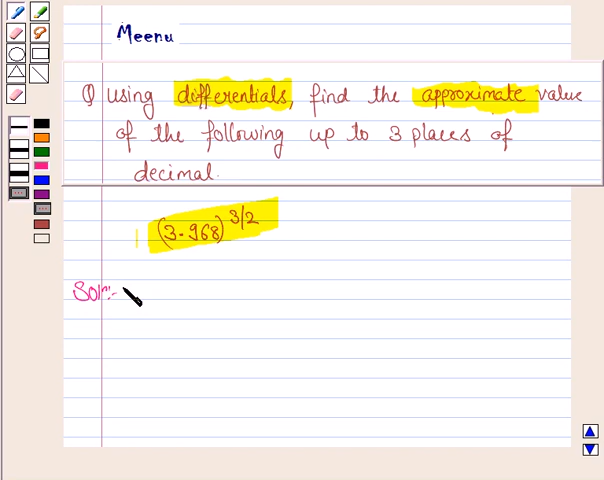 Meenu
Q Using differentials, find the approximate value
of the following up to 3 places of
decimal.
(3.968)^{3/2}
Solⁿ:-